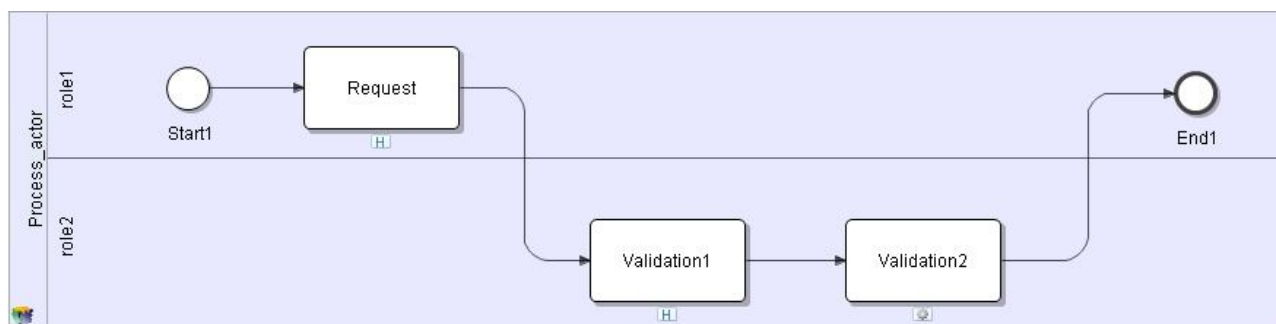 Process_actor
role1
Start1
Request
H
End1
role2
Validation1
H
Validation2